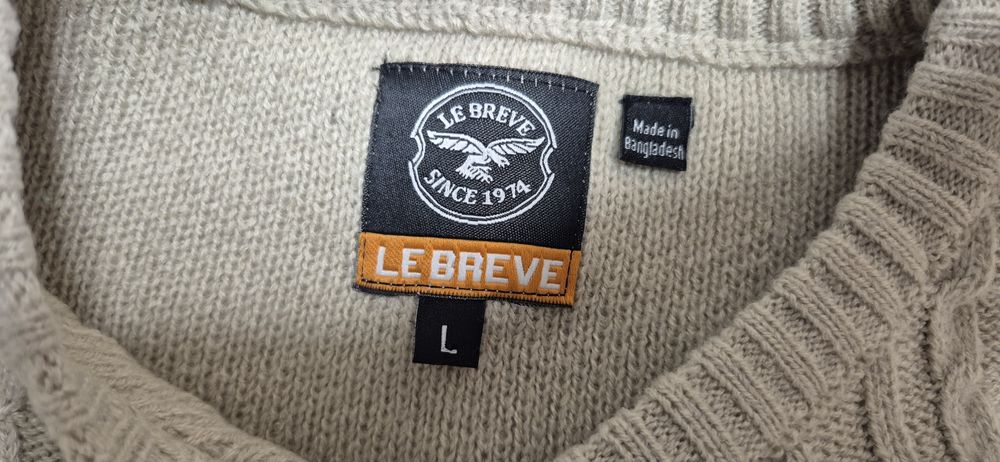 LE BREVE
SINCE 1974
LE BREVE
L
Made in
Bangladesh